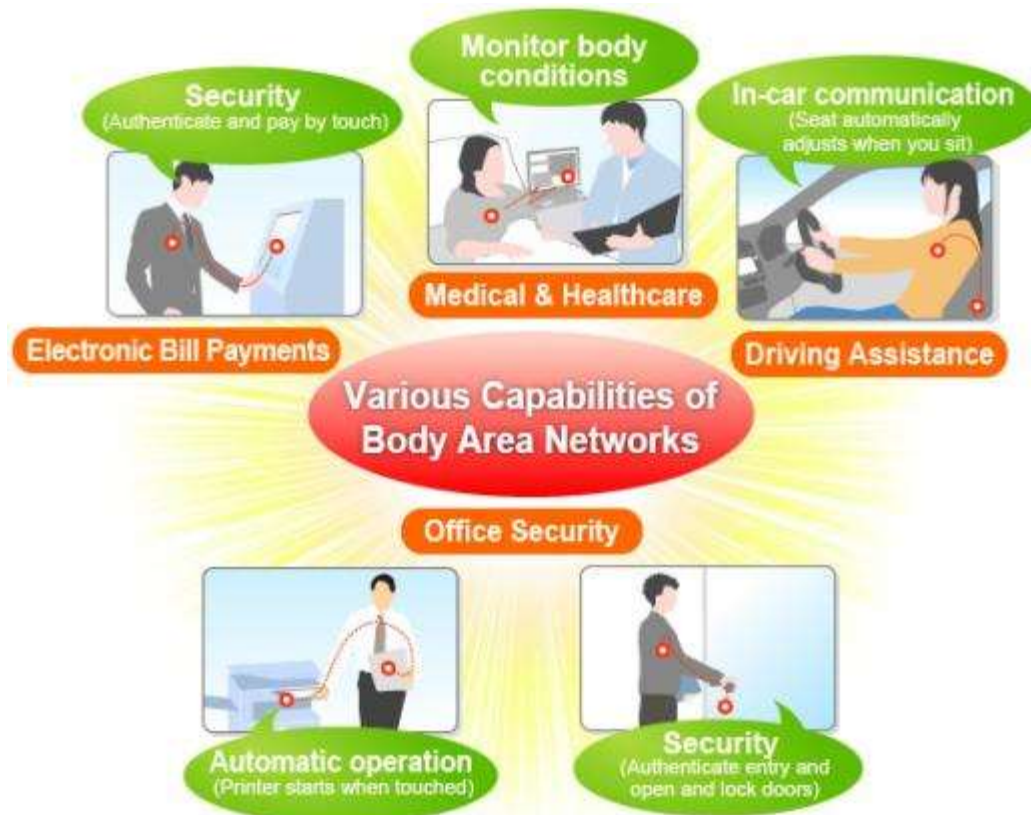 Security
(Authenticate and pay by touch)
Monitor body
conditions
In-car communication
(Seat automatically
adjusts when you sit)
Electronic Bill Payments
Medical & Healthcare
Driving Assistance
Various Capabilities of
Body Area Networks
Office Security
Automatic operation
(Printer starts when touched)
Security
(Authenticate entry and
open and lock doors)